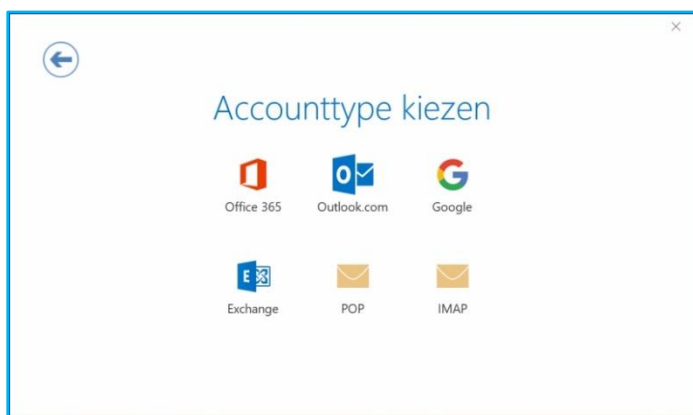 Accounttype kiezen
Office 365
Outlook.com
Google
Exchange
POP
IMAP